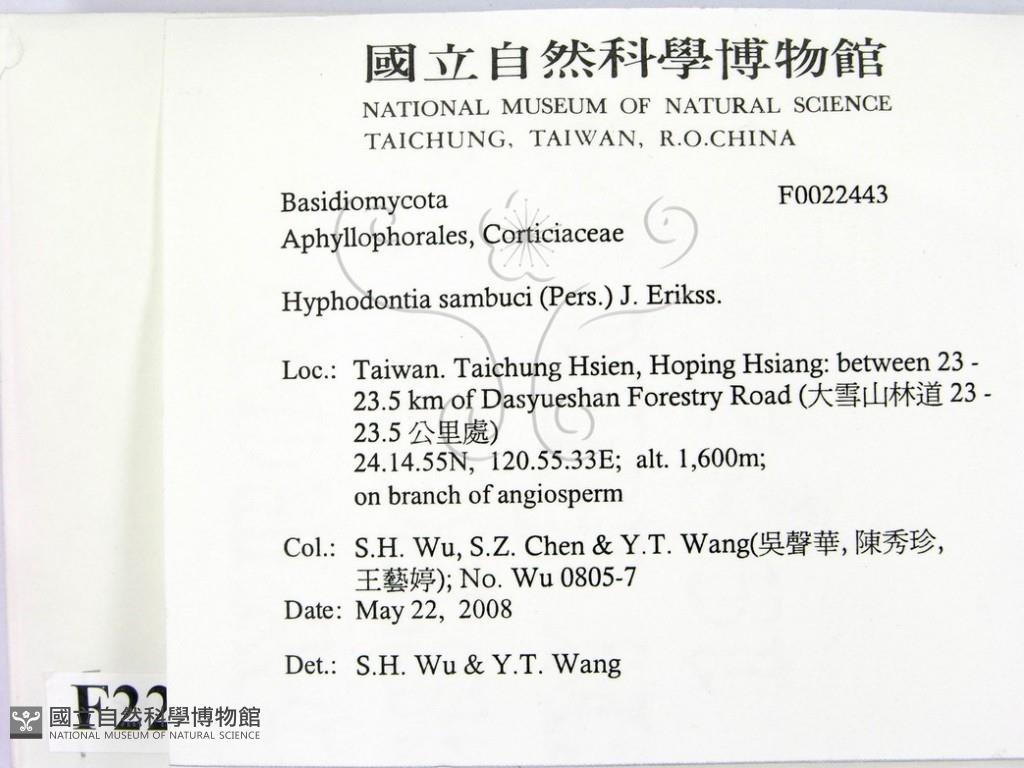 國立自然科學博物館
NATIONAL MUSEUM OF NATURAL SCIENCE
TAICHUNG, TAIWAN, R.O.CHINA
Basidiomycota F0022443
Aphyllophorales, Corticiaceae
Hyphodontia sambuci (Pers.) J. Erikss.
Loc.: Taiwan. Taichung Hsien, Hoping Hsiang: between 23 -
23.5 km of Dasyueshan Forestry Road (大雪山林道 23 -
23.5 公里處)
24.14.55N, 120.55.33E; alt. 1,600m;
on branch of angiosperm
Col.: S.H. Wu, S.Z. Chen & Y.T. Wang(吳聲華, 陳秀珍,
王藝婷); No. Wu 0805-7
Date: May 22, 2008
Det.: S.H. Wu & Y.T. Wang
F22
國立自然科學博物館
NATIONAL MUSEUM OF NATURAL SCIENCE